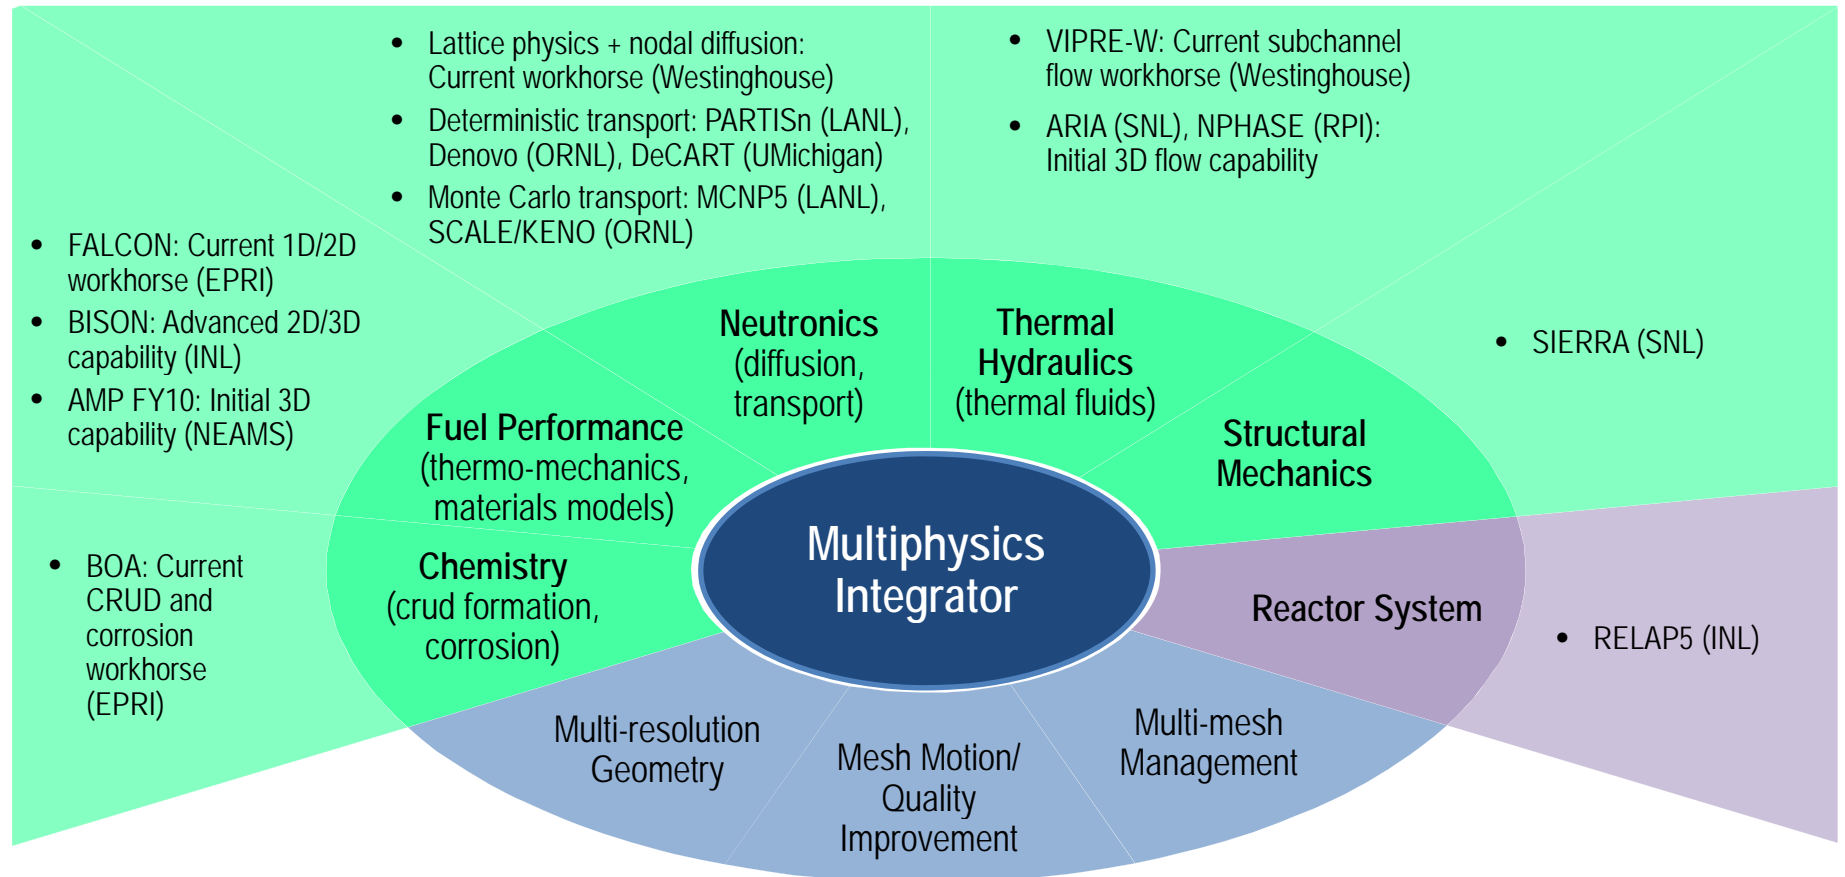 • Lattice physics + nodal diffusion:
Current workhorse (Westinghouse)
• Deterministic transport: PARTISn (LANL),
Denovo (ORNL), DeCART (UMichigan)
• Monte Carlo transport: MCNP5 (LANL),
SCALE/KENO (ORNL)
• VIPRE-W: Current subchannel
flow workhorse (Westinghouse)
• ARIA (SNL), NPHASE (RPI):
Initial 3D flow capability
• FALCON: Current 1D/2D
workhorse (EPRI)
• BISON: Advanced 2D/3D
capability (INL)
• AMP FY10: Initial 3D
capability (NEAMS)
• SIERRA (SNL)
Neutronics
(diffusion,
transport)
Thermal
Hydraulics
(thermal fluids)
Fuel Performance
(thermo-mechanics,
materials models)
Structural
Mechanics
• BOA: Current
CRUD and
corrosion
workhorse
(EPRI)
Chemistry
(crud formation,
corrosion)
Multiphysics
Integrator
Reactor System
• RELAP5 (INL)
Multi-resolution
Geometry
Mesh Motion/
Quality
Improvement
Multi-mesh
Management